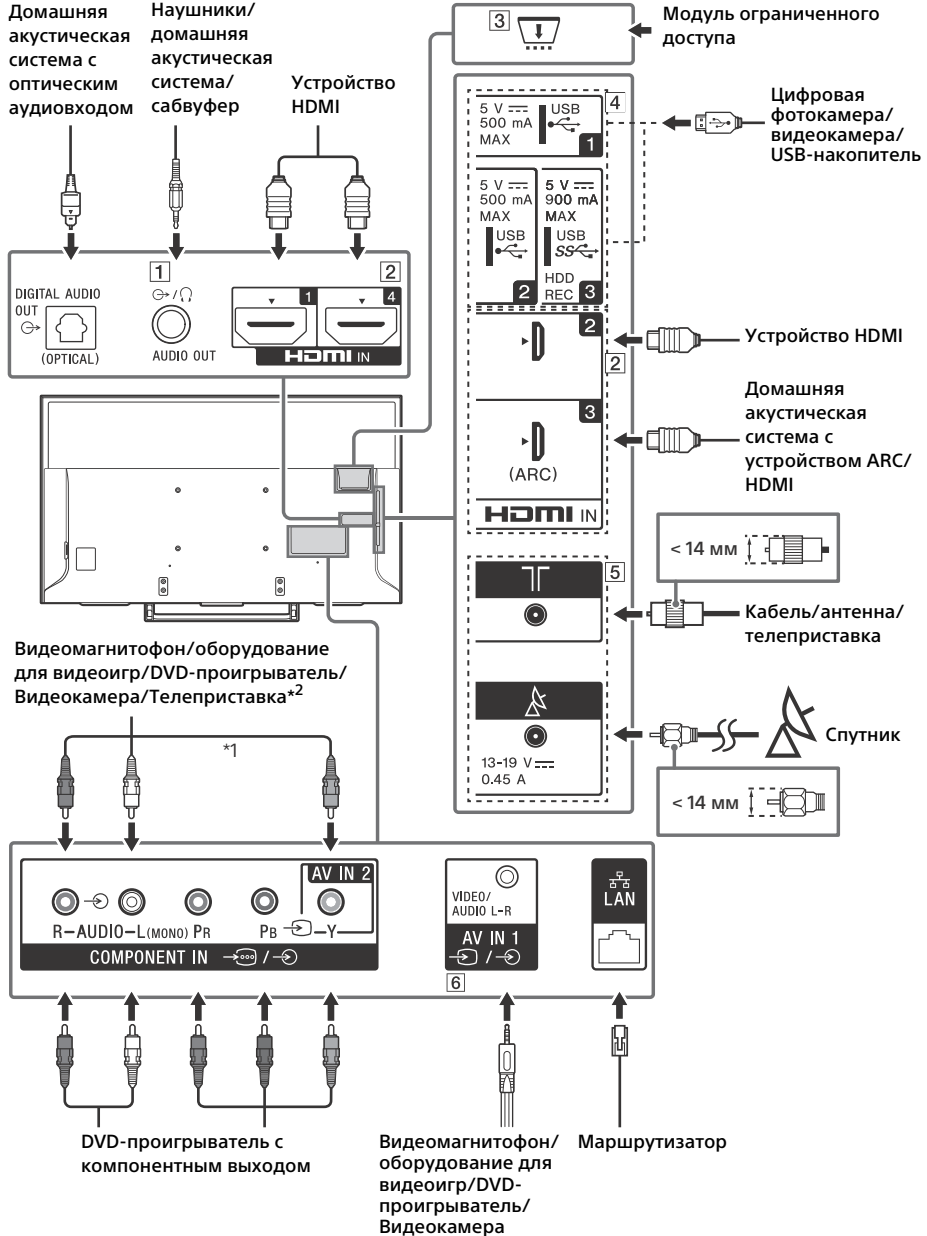 Домашняя
акустическая
система с
оптическим
аудиовходом
Наушники/
домашняя
акустическая
система/
сабвуфер
Устройство
HDMI
3
Модуль ограниченного
доступа
5 V
500 mA
MAX
USB
1
4
Цифровая
фотокамера/
видеокамера/
USB-накопитель
5 V
500 mA
MAX
USB
2
5 V
900 mA
MAX
USB
SS
HDD
REC
3
DIGITAL AUDIO
OUT
(OPTICAL)
1
/
AUDIO OUT
2
1
4
HDMI IN
2
2
Устройство HDMI
3
(ARC)
HDMI IN
Домашняя
акустическая
система с
устройством ARC/
HDMI
5
< 14 мм
Кабель/антенна/
телеприставка
13-19 V
0.45 A
Спутник
< 14 мм
Видеомагнитофон/оборудование
для видеоигр/DVD-проигрыватель/
Видеокамера/Телеприставка*2
*1
AV IN 2
R-AUDIO-L(MONO) PR PB -Y
COMPONENT IN /
VIDEO/
AUDIO L-R
AV IN 1
/
6
LAN
DVD-проигрыватель с
компонентным выходом
Видеомагнитофон/
оборудование для
видеоигр/DVD-
проигрыватель/
Видеокамера
Маршрутизатор